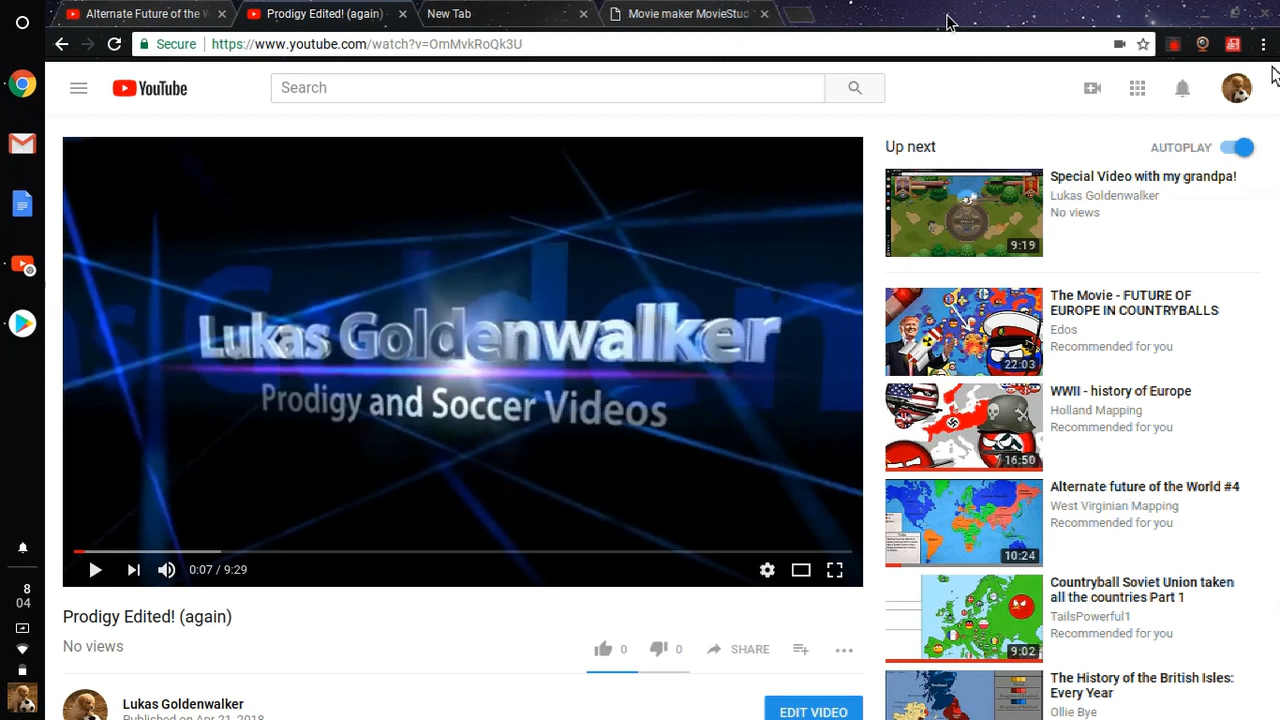 Alternate Future of the W
Prodigy Edited! (again)
New Tab
Movie maker MovieStudi
Secure
https://www.youtube.com/watch?v=OmMvkRoQk3U
YouTube
Search
Lukas Goldenwalker
Prodigy and Soccer Videos
0:07 / 9:29
Prodigy Edited! (again)
No views
0
0
SHARE
Lukas Goldenwalker
Published on Apr 21, 2018
EDIT VIDEO
Up next
AUTOPLAY
9:19
Special Video with my grandpa!
Lukas Goldenwalker
No views
22:03
The Movie - FUTURE OF
EUROPE IN COUNTRYBALLS
Edos
Recommended for you
16:50
WWII - history of Europe
Holland Mapping
Recommended for you
10:24
Alternate future of the World #4
West Virginian Mapping
Recommended for you
9:02
Countryball Soviet Union taken
all the countries Part 1
TailsPowerful1
Recommended for you
The History of the British Isles:
Every Year
Ollie Bye
8
04